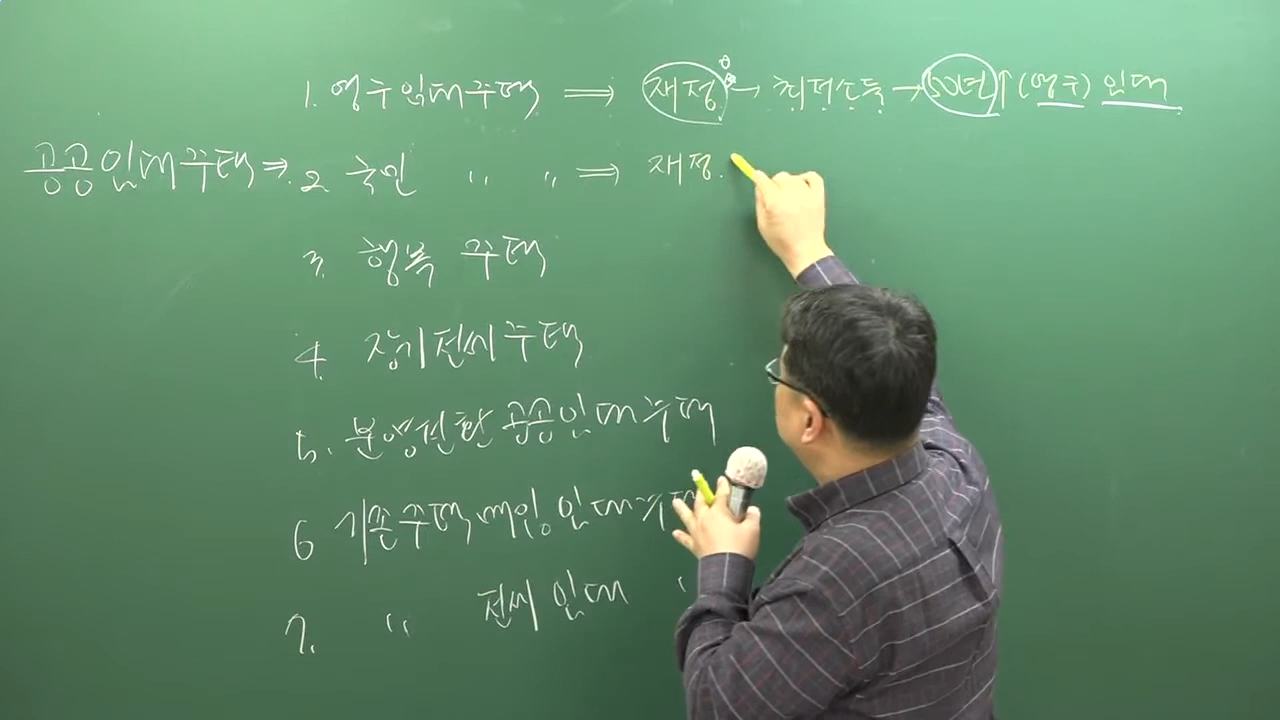 1. 영구임대주택 ⇒ 재정 → 최저소득 → 50년↑ (영구) 임대
공공임대주택 ⇒ 2. 국민 〃 〃 ⇒ 재정.
3. 행복 주택
4. 장기전세주택
5. 분양전환 공공임대주택
6 기존주택 매입임대주택
7. 〃 전세임대 〃